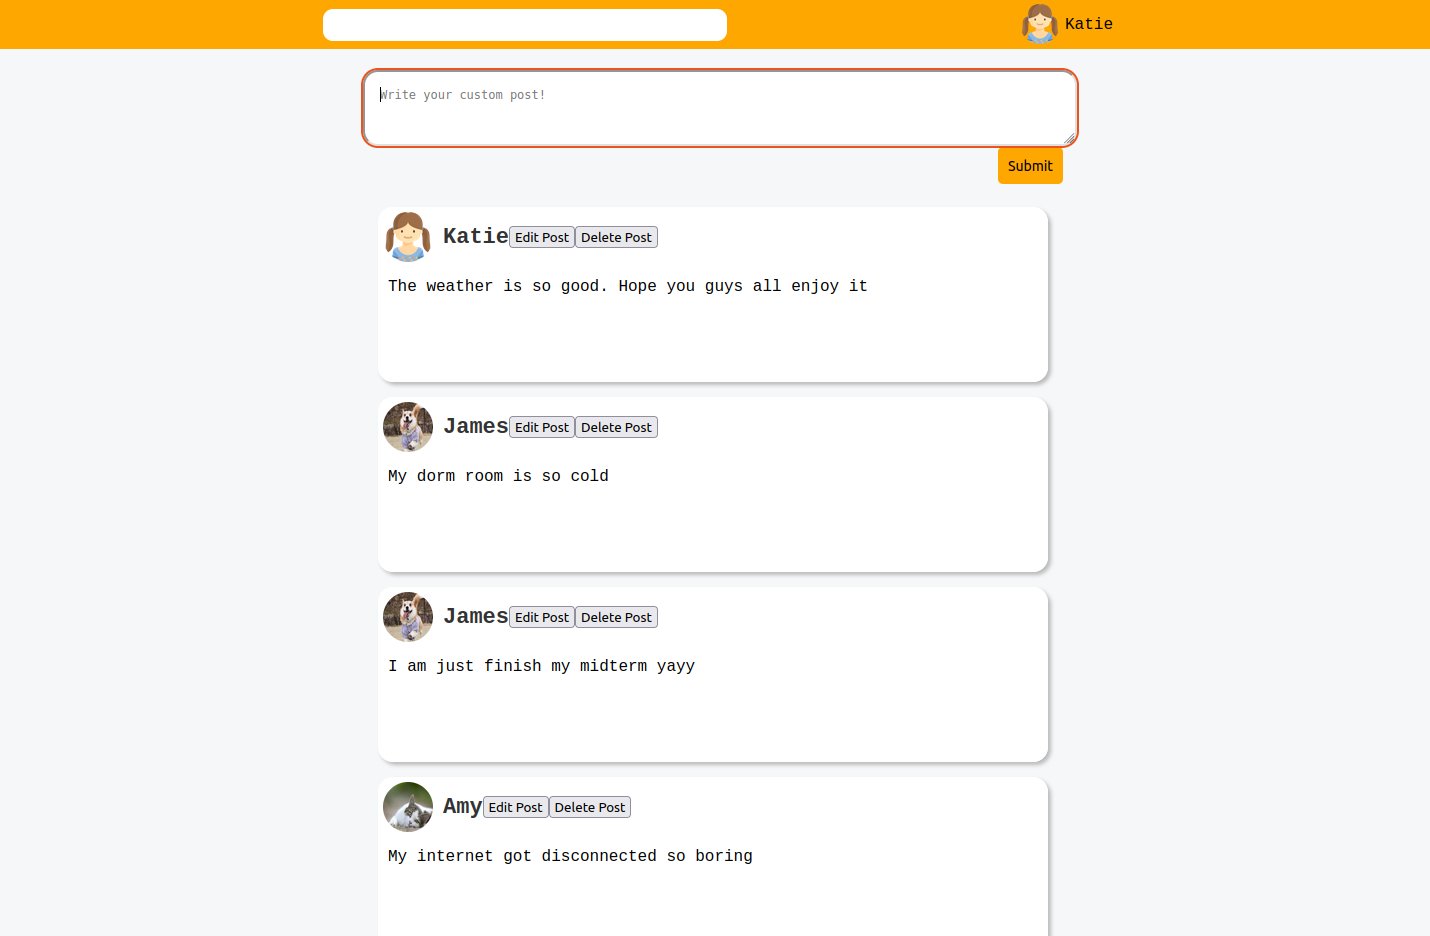 Katie
Write your custom post!
Submit
Katie Edit Post Delete Post
The weather is so good. Hope you guys all enjoy it
James Edit Post Delete Post
My dorm room is so cold
James Edit Post Delete Post
I am just finish my midterm yayy
Amy Edit Post Delete Post
My internet got disconnected so boring